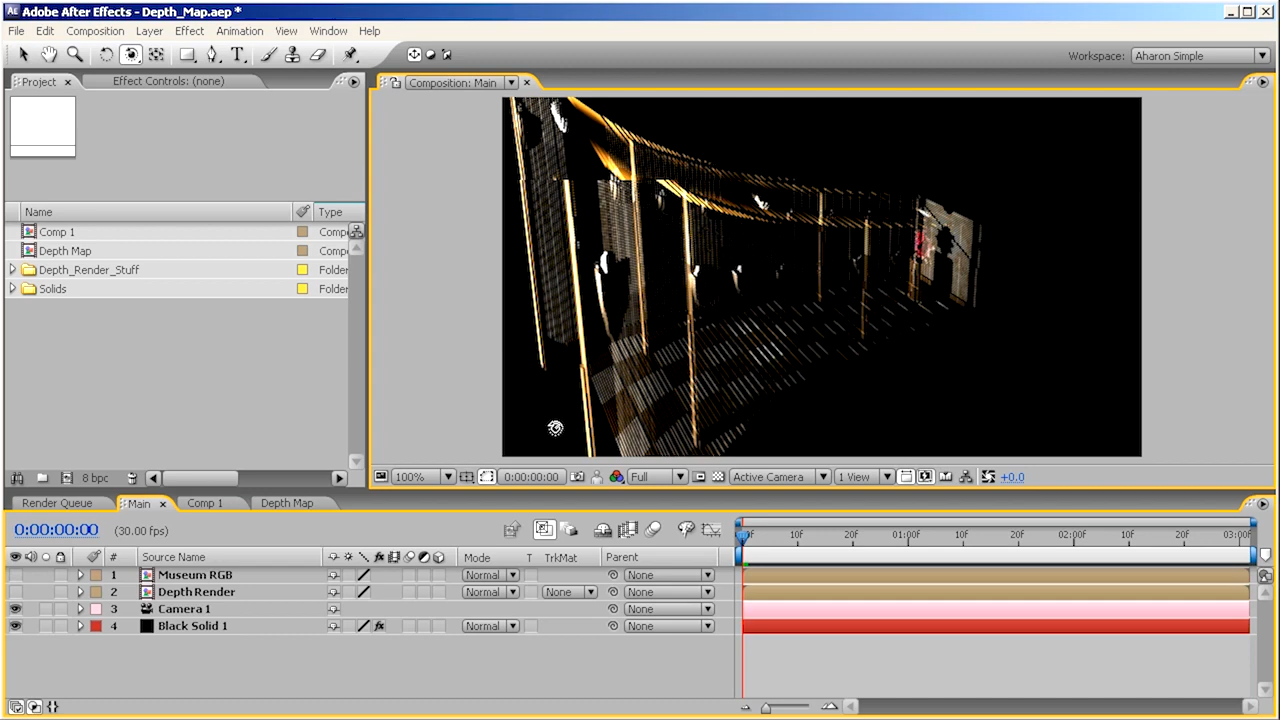 Adobe After Effects - Depth_Map.aep *
File Edit Composition Layer Effect Animation View Window Help
Workspace: Aharon Simple
Project × Effect Controls: (none)
Composition: Main ×
Name Type
Comp 1 Compo
Depth Map Compo
Depth_Render_Stuff Folder
Solids Folder
8 bpc
100% 0:00:00:00 Full Active Camera 1 View +0.0
Render Queue Main × Comp 1 Depth Map
0:00:00:00 (30.00 fps)
10f 20f 01:00f 10f 20f 02:00f 10f 20f 03:00f
# Source Name Mode T TrkMat Parent
1 Museum RGB Normal None
2 Depth Render Normal None None
3 Camera 1 None
4 Black Solid 1 Normal None